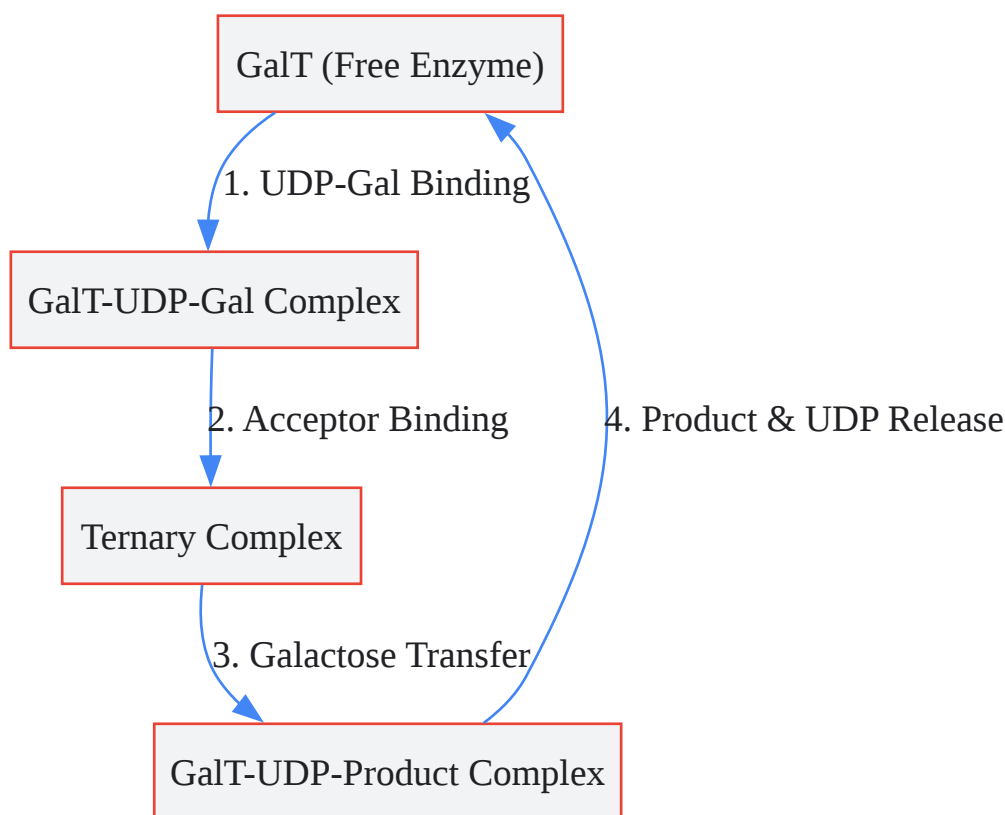 GalT (Free Enzyme)
1. UDP-Gal Binding
GalT-UDP-Gal Complex
2. Acceptor Binding
4. Product & UDP Release
Ternary Complex
3. Galactose Transfer
GalT-UDP-Product Complex